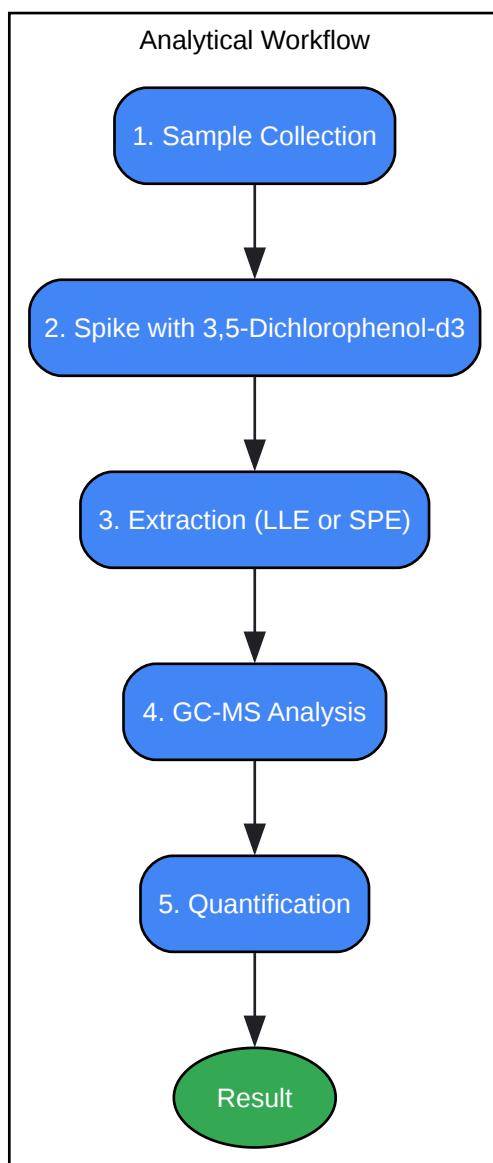 Analytical Workflow
1. Sample Collection
2. Spike with 3,5-Dichlorophenol-d3
3. Extraction (LLE or SPE)
4. GC-MS Analysis
5. Quantification
Result